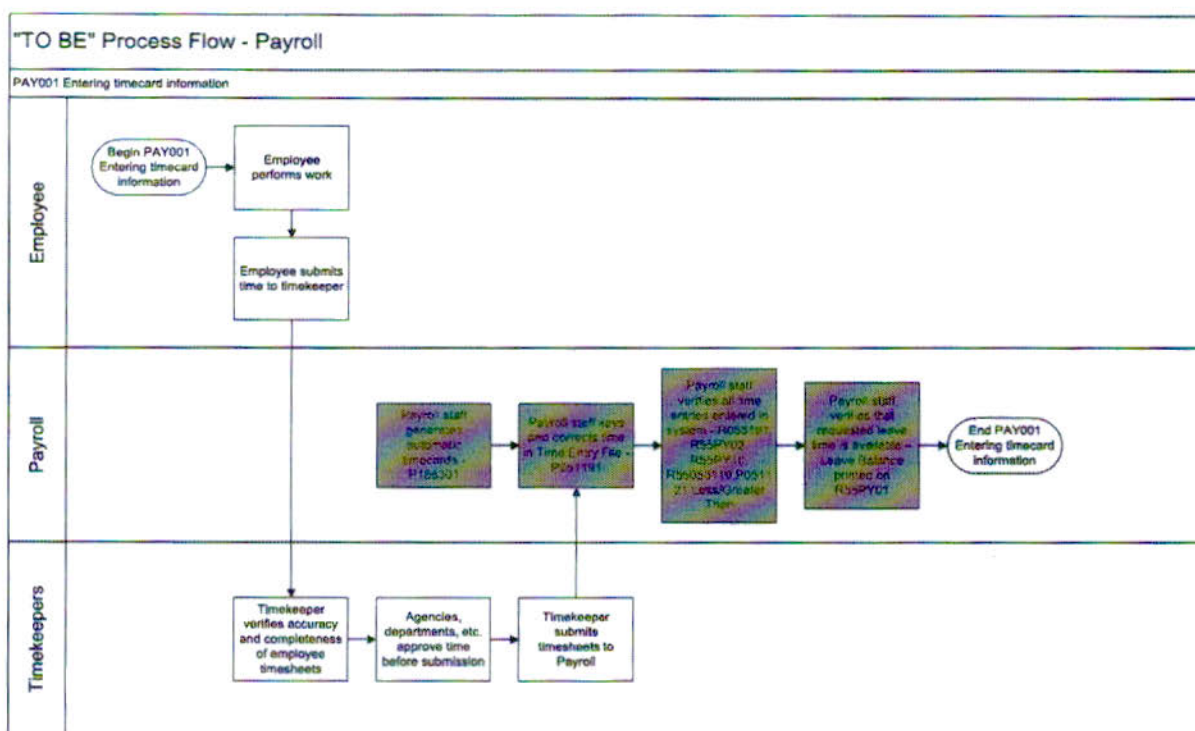 "TO BE" Process Flow - Payroll
PAY001 Entering timecard information
Employee
Begin PAY001
Entering timecard
information
Employee
performs work
Employee submits
time to timekeeper
Payroll
Payroll staff
generates
automatic
timecards -
Payroll staff keys
and corrects time
in Time Entry File -
Payroll staff
verifies all time
entries entered in
system -
Less/Greater
Payroll staff
verifies that
requested leave
time is available –
Leave Balance
printed on
R55PY01
End PAY001
Entering timecard
information
Timekeepers
Timekeeper
verifies accuracy
and completeness
of employee
timesheets
Agencies,
departments, etc.
approve time
before submission
Timekeeper
submits
timesheets to
Payroll